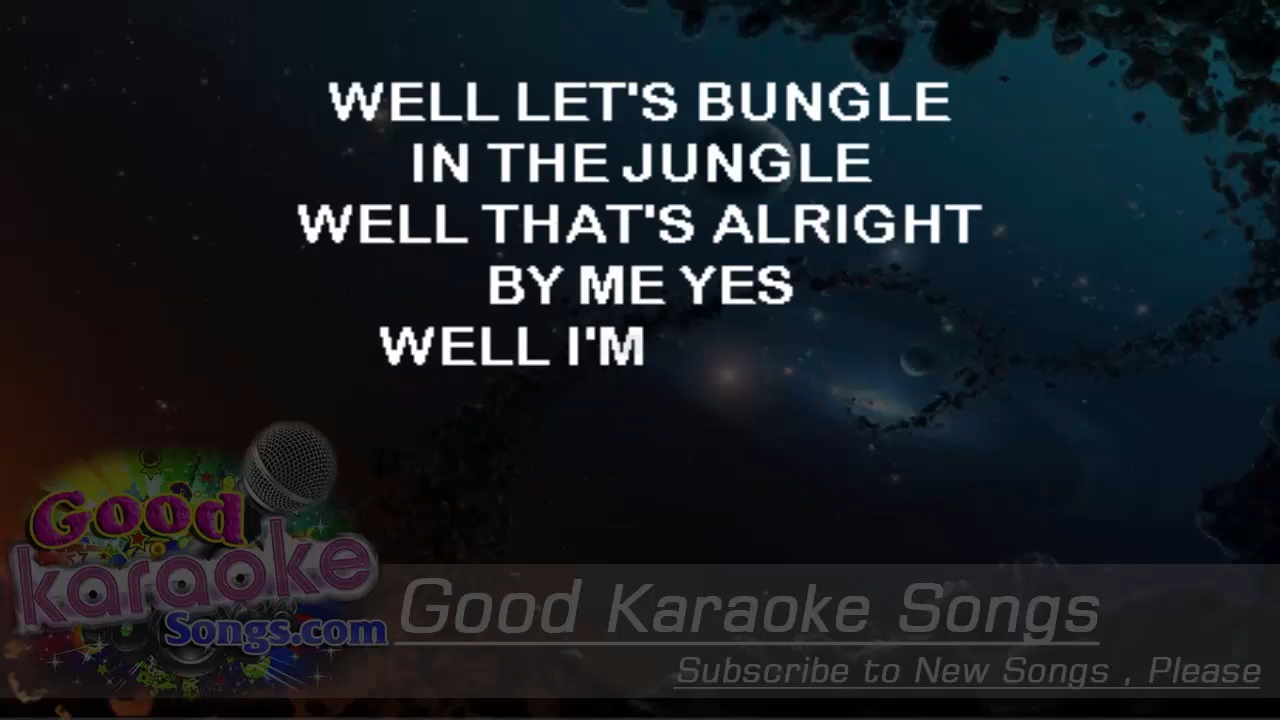 WELL LET'S BUNGLE
IN THE JUNGLE
WELL THAT'S ALRIGHT
BY ME YES
WELL I'M
Good
karaoke
Songs.com
Good Karaoke Songs
Subscribe to New Songs , Please